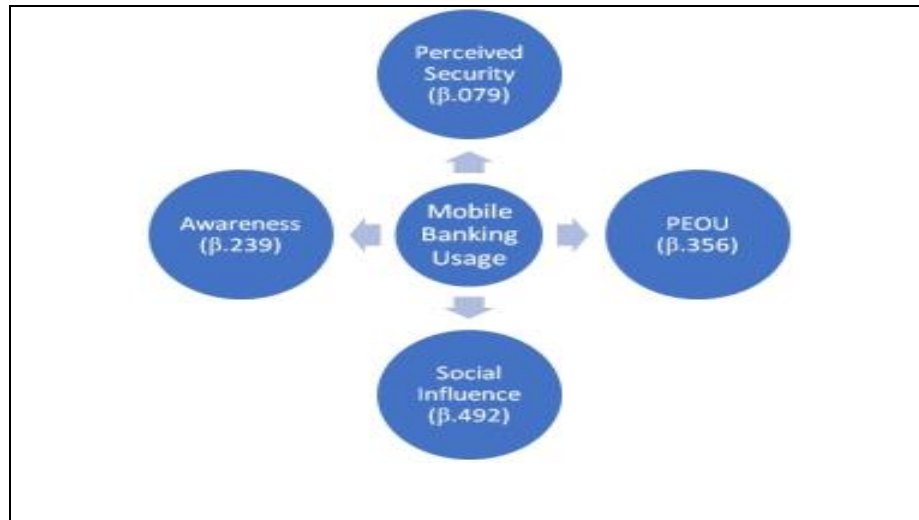 Perceived
Security
(β.079)
Awareness
(β.239)
Mobile
Banking
Usage
PEOU
(β.356)
Social
Influence
(β.492)